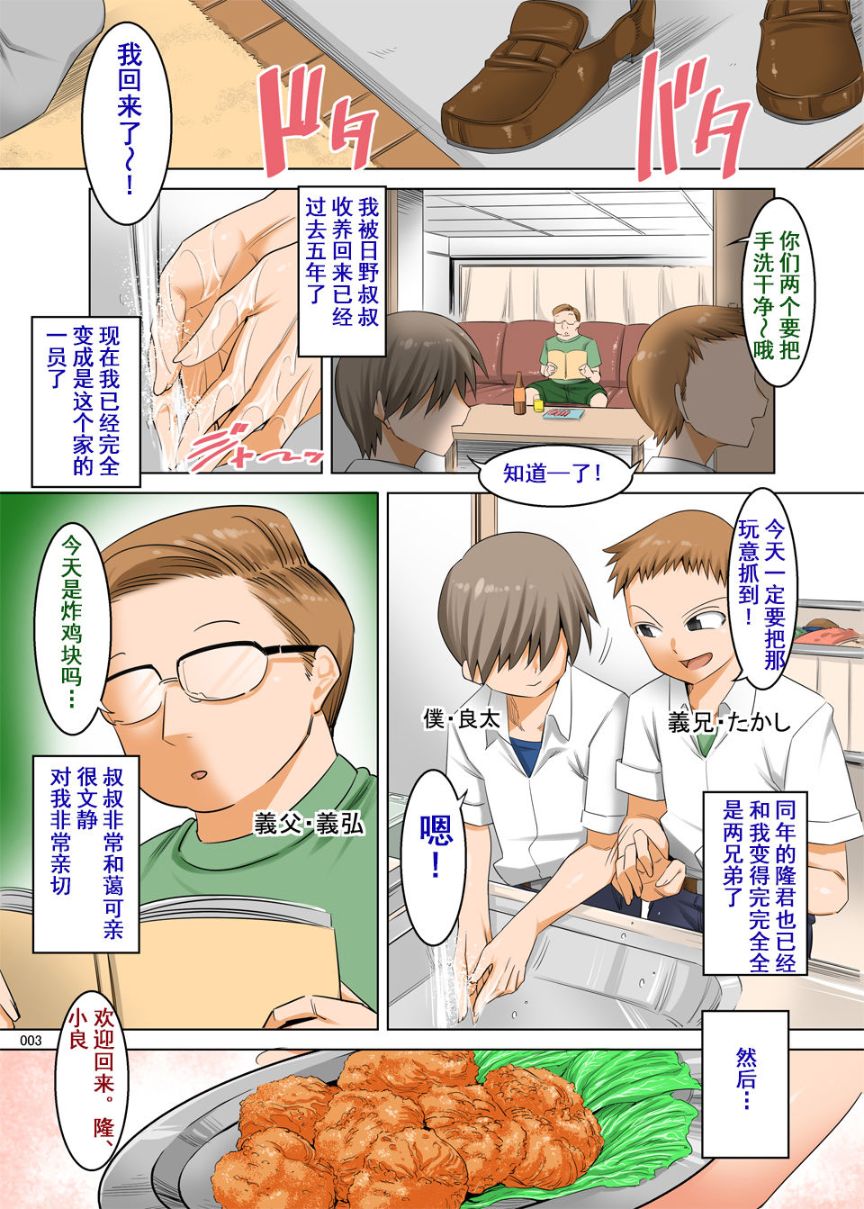 我回来了～！
ドタ
ドタ
你们两个要把
手洗干净～哦
我被日野叔叔
收养回来已经
过去五年了
知道—了！
现在我已经完全
变成是这个家的
一员了
ジャ～～ッ
今天一定要把那
玩意抓到！
義兄・たかし
僕・良太
嗯！
同年的隆君也已经
和我变得完完全全
是两兄弟了
今天是炸鸡块吗…
義父・義弘
叔叔非常和蔼可亲
很文静
对我非常亲切
然后…
欢迎回来。隆、
小良
003